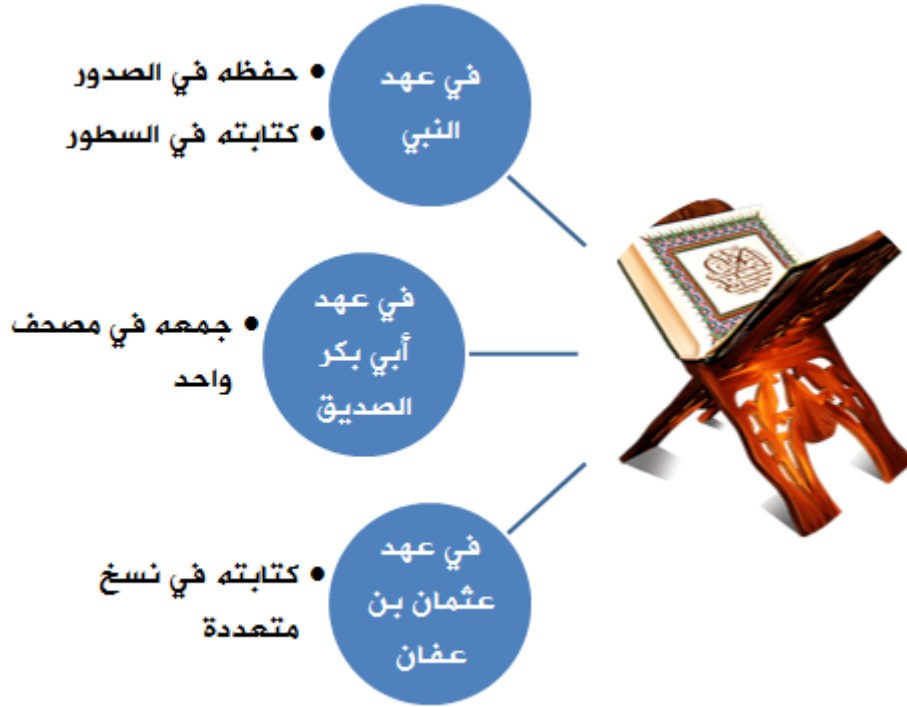 في عهد
النبي
• حفظه في الصدور
• كتابته في السطور
في عهد
أبي بكر
الصديق
• جمعه في مصحف
واحد
في عهد
عثمان بن
عفان
• كتابته في نسخ
متعددة